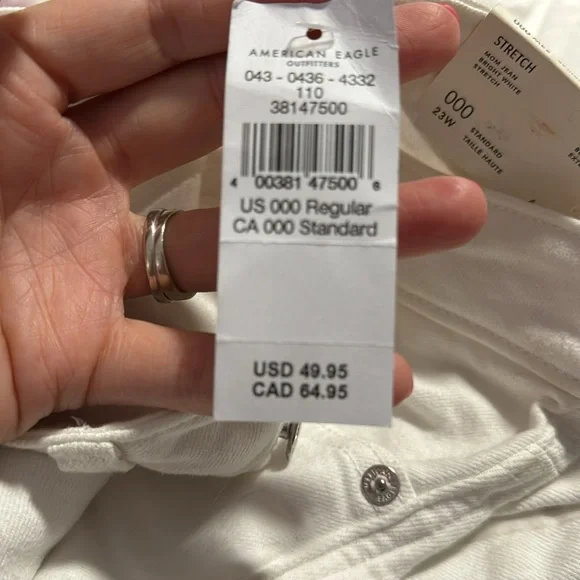 AMERICAN EAGLE
OUTFITTERS
043 - 0436 - 4332
110
38147500
4 00381 47500 6
US 000 Regular
CA 000 Standard
USD 49.95
CAD 64.95
STRETCH
MOM JEAN
BRIGHT WHITE
STRETCH
000
23W
STANDARD
TAILLE HAUTE
EAGLE